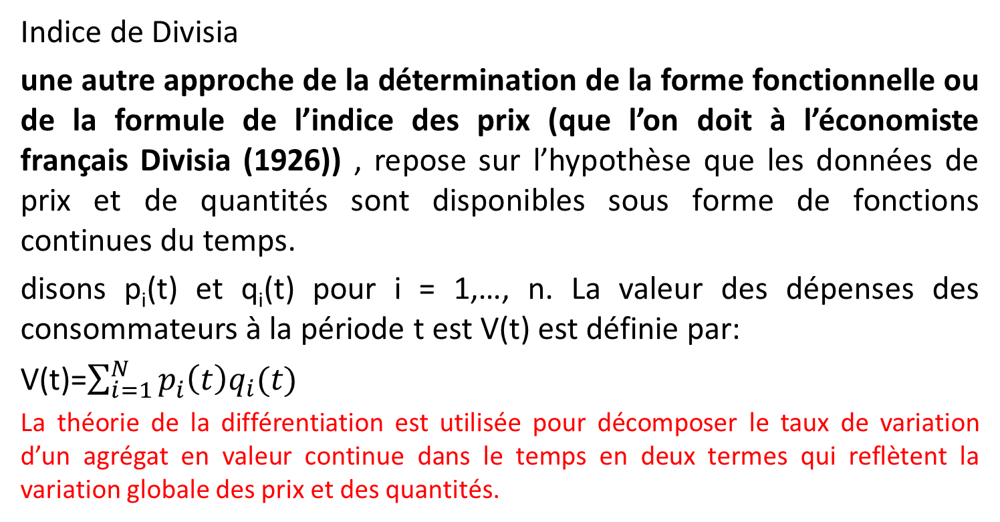 Indice de Divisia
une autre approche de la détermination de la forme fonctionnelle ou
de la formule de l’indice des prix (que l’on doit à l’économiste
français Divisia (1926)) , repose sur l’hypothèse que les données de
prix et de quantités sont disponibles sous forme de fonctions
continues du temps.
disons pᵢ(t) et qᵢ(t) pour i = 1,…, n. La valeur des dépenses des
consommateurs à la période t est V(t) est définie par:
V(t)=∑_{i=1}^{N} p_i(t)q_i(t)
La théorie de la différentiation est utilisée pour décomposer le taux de variation
d’un agrégat en valeur continue dans le temps en deux termes qui reflètent la
variation globale des prix et des quantités.